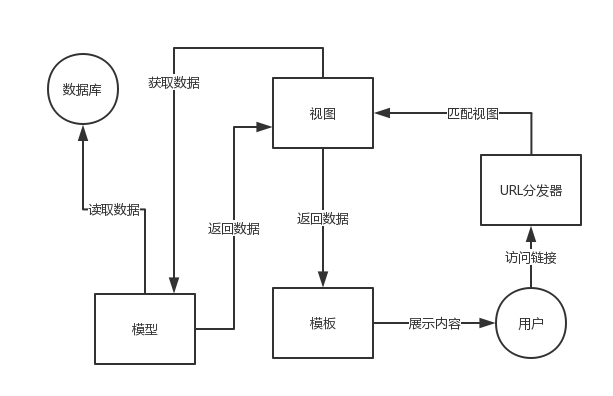 获取数据
数据库
视图
匹配视图
URL分发器
读取数据
返回数据
返回数据
访问链接
模型
模板
展示内容
用户